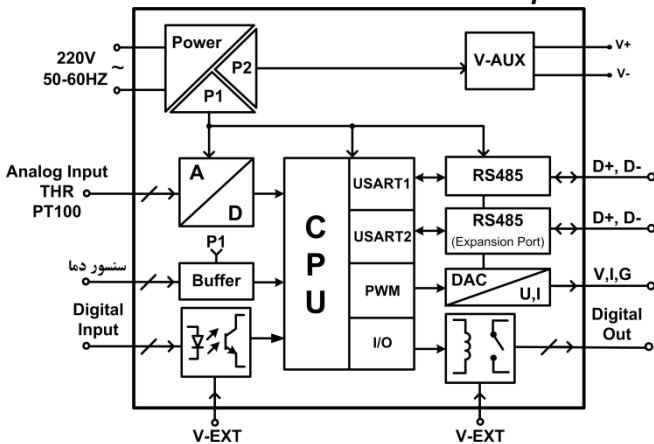 Power
220V
~
50-60HZ
P2
P1
V-AUX
V+
V-
Analog Input
THR
PT100
A
D
USART1
RS485
D+, D-
USART2
RS485
(Expansion Port)
D+, D-
CPU
P1
سنسور دما
Buffer
PWM
DAC
U,I
V,I,G
Digital
Input
I/O
Digital
Out
V-EXT
V-EXT